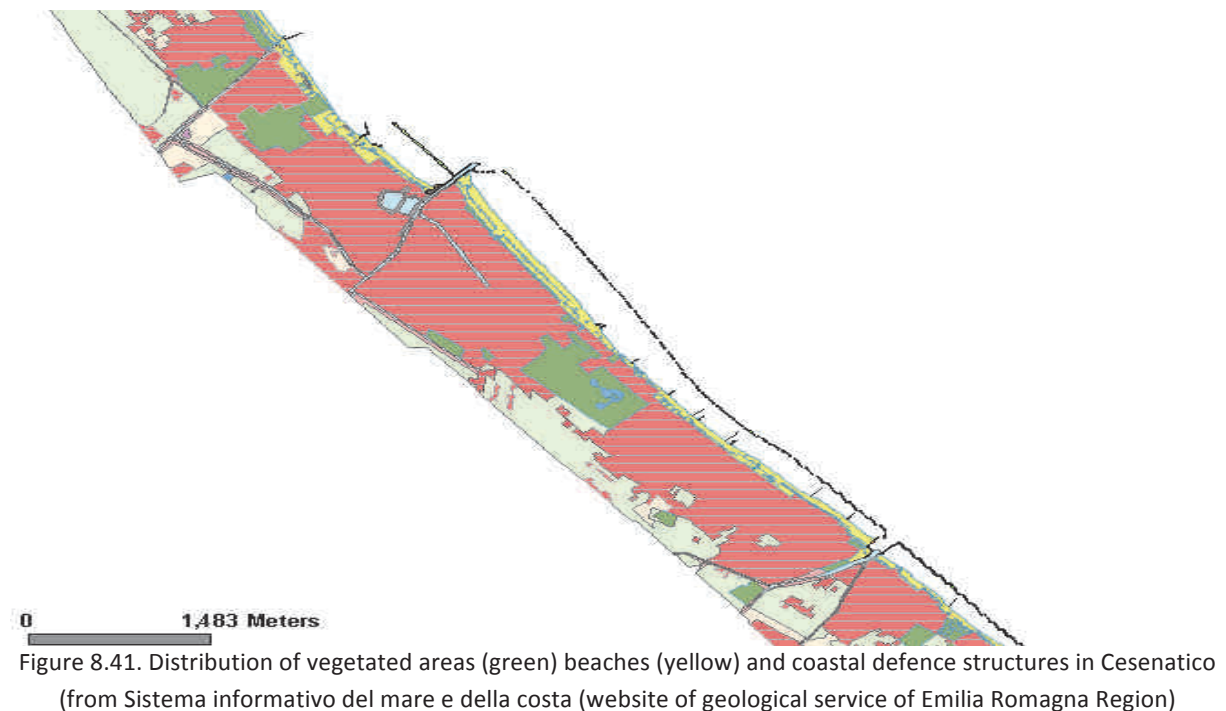 0 1,483 Meters
Figure 8.41. Distribution of vegetated areas (green) beaches (yellow) and coastal defence structures in Cesenatico
(from Sistema informativo del mare e della costa (website of geological service of Emilia Romagna Region)